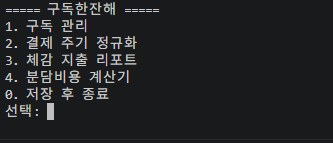 ===== 구독한잔해 =====
1. 구독 관리
2. 결제 주기 정규화
3. 체감 지출 리포트
4. 분담비용 계산기
0. 저장 후 종료
선택: